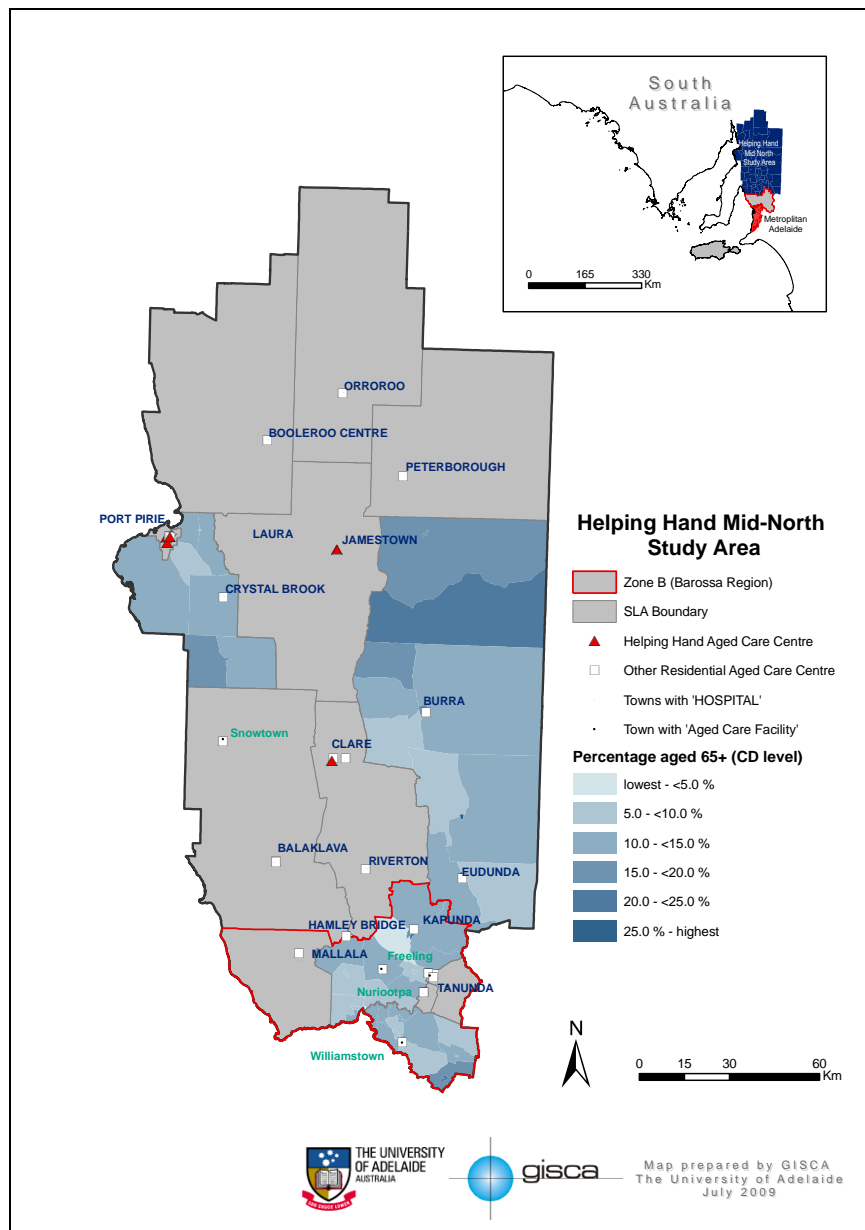 South
Australia
Helping Hand
Mid North
Study Area
Metroplitan
Adelaide
0 165 330
Km
ORROROO
BOOLEROO CENTRE
PETERBOROUGH
PORT PIRIE
LAURA
JAMESTOWN
CRYSTAL BROOK
BURRA
Snowtown
CLARE
BALAKLAVA
RIVERTON
EUDUNDA
HAMLEY BRIDGE
KAPUNDA
MALLALA
Freeling
Nuriootpa
TANUNDA
Williamstown
Helping Hand Mid-North
Study Area
Zone B (Barossa Region)
SLA Boundary
Helping Hand Aged Care Centre
Other Residential Aged Care Centre
Towns with 'HOSPITAL'
Town with 'Aged Care Facility'
Percentage aged 65+ (CD level)
lowest - <5.0 %
5.0 - <10.0 %
10.0 - <15.0 %
15.0 - <20.0 %
20.0 - <25.0 %
25.0 % - highest
N
0 15 30 60
Km
THE UNIVERSITY
OF ADELAIDE
AUSTRALIA
SUB CRUCE LUMEN
gisca
Map prepared by GISCA
The University of Adelaide
July 2009